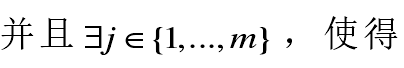 并且 ∃j ∈ {1,...,m} ，使得